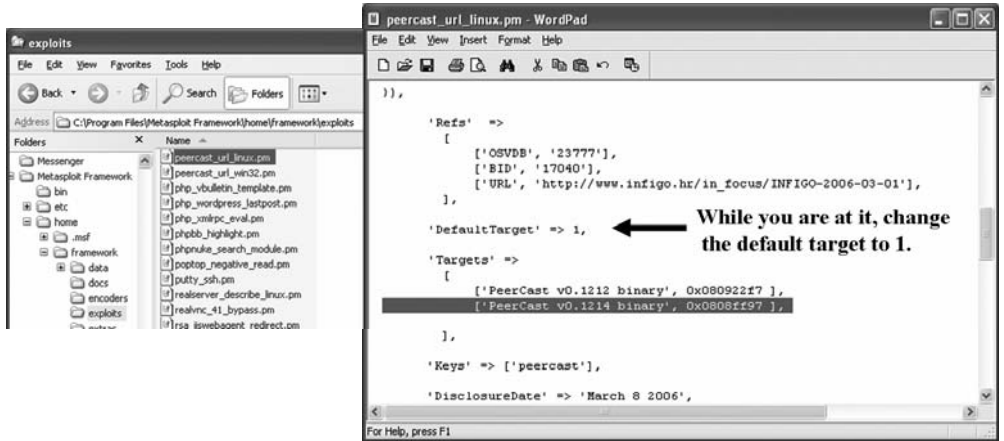 exploits
File Edit View Favorites Tools Help
Back Search Folders
Address C:\Program Files\Metasploit Framework\home\framework\exploits
Folders X Name
Messenger
Metasploit Framework
bin
etc
home
.msf
framework
data
docs
encoders
exploits
extras
peercast_url_linux.pm
peercast_url_win32.pm
php_vbulletin_template.pm
php_wordpress_lastpost.pm
php_xmlrpc_eval.pm
phpbb_highlight.pm
phpnuke_search_module.pm
poptop_negative_read.pm
putty_ssh.pm
realserver_describe_linux.pm
realvnc_41_bypass.pm
rsa_iiswebagent_redirect.pm
peercast_url_linux.pm - WordPad
File Edit View Insert Format Help
)),
'Refs' =>
[
['OSVDB', '23777'],
['BID', '17040'],
['URL', 'http://www.infigo.hr/in_focus/INFIGO-2006-03-01'],
],
'DefaultTarget' => 1,
While you are at it, change
the default target to 1.
'Targets' =>
[
['PeerCast v0.1212 binary', 0x080922f7 ],
['PeerCast v0.1214 binary', 0x0808ff97 ],
],
'Keys' => ['peercast'],
'DisclosureDate' => 'March 8 2006',
For Help, press F1